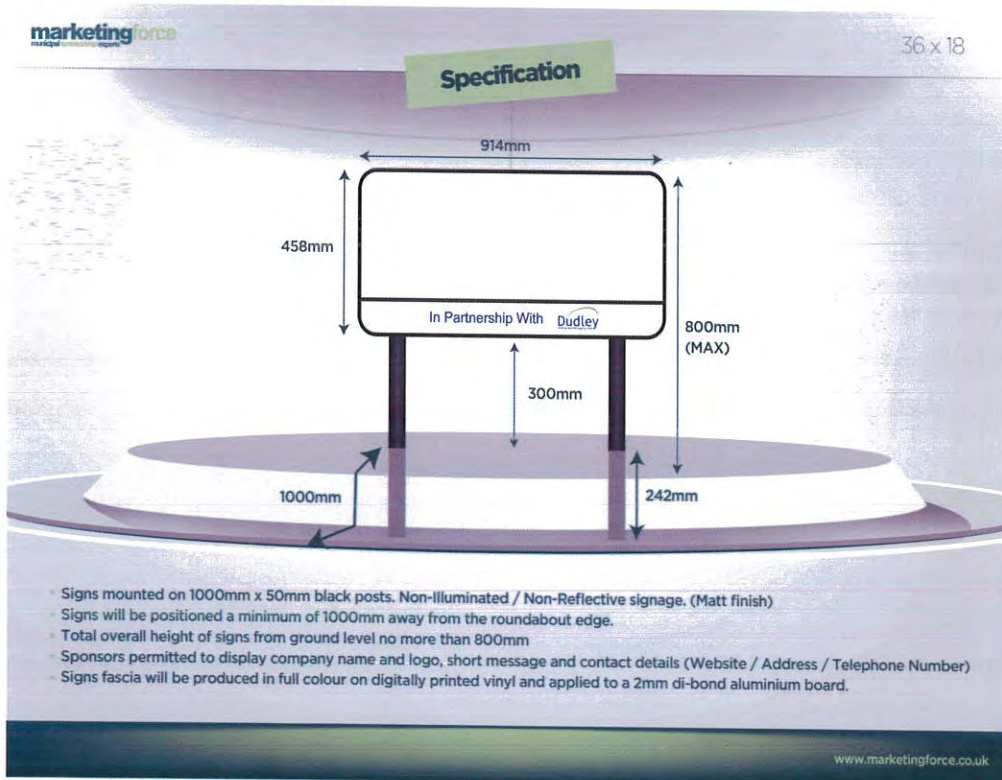 marketingforce
municipal sponsorship experts
36 x 18
Specification
914mm
458mm
In Partnership With Dudley
800mm
(MAX)
300mm
1000mm
242mm
Signs mounted on 1000mm x 50mm black posts. Non-Illuminated / Non-Reflective signage. (Matt finish)
Signs will be positioned a minimum of 1000mm away from the roundabout edge.
Total overall height of signs from ground level no more than 800mm
Sponsors permitted to display company name and logo, short message and contact details (Website / Address / Telephone Number)
Signs fascia will be produced in full colour on digitally printed vinyl and applied to a 2mm di-bond aluminium board.
www.marketingforce.co.uk